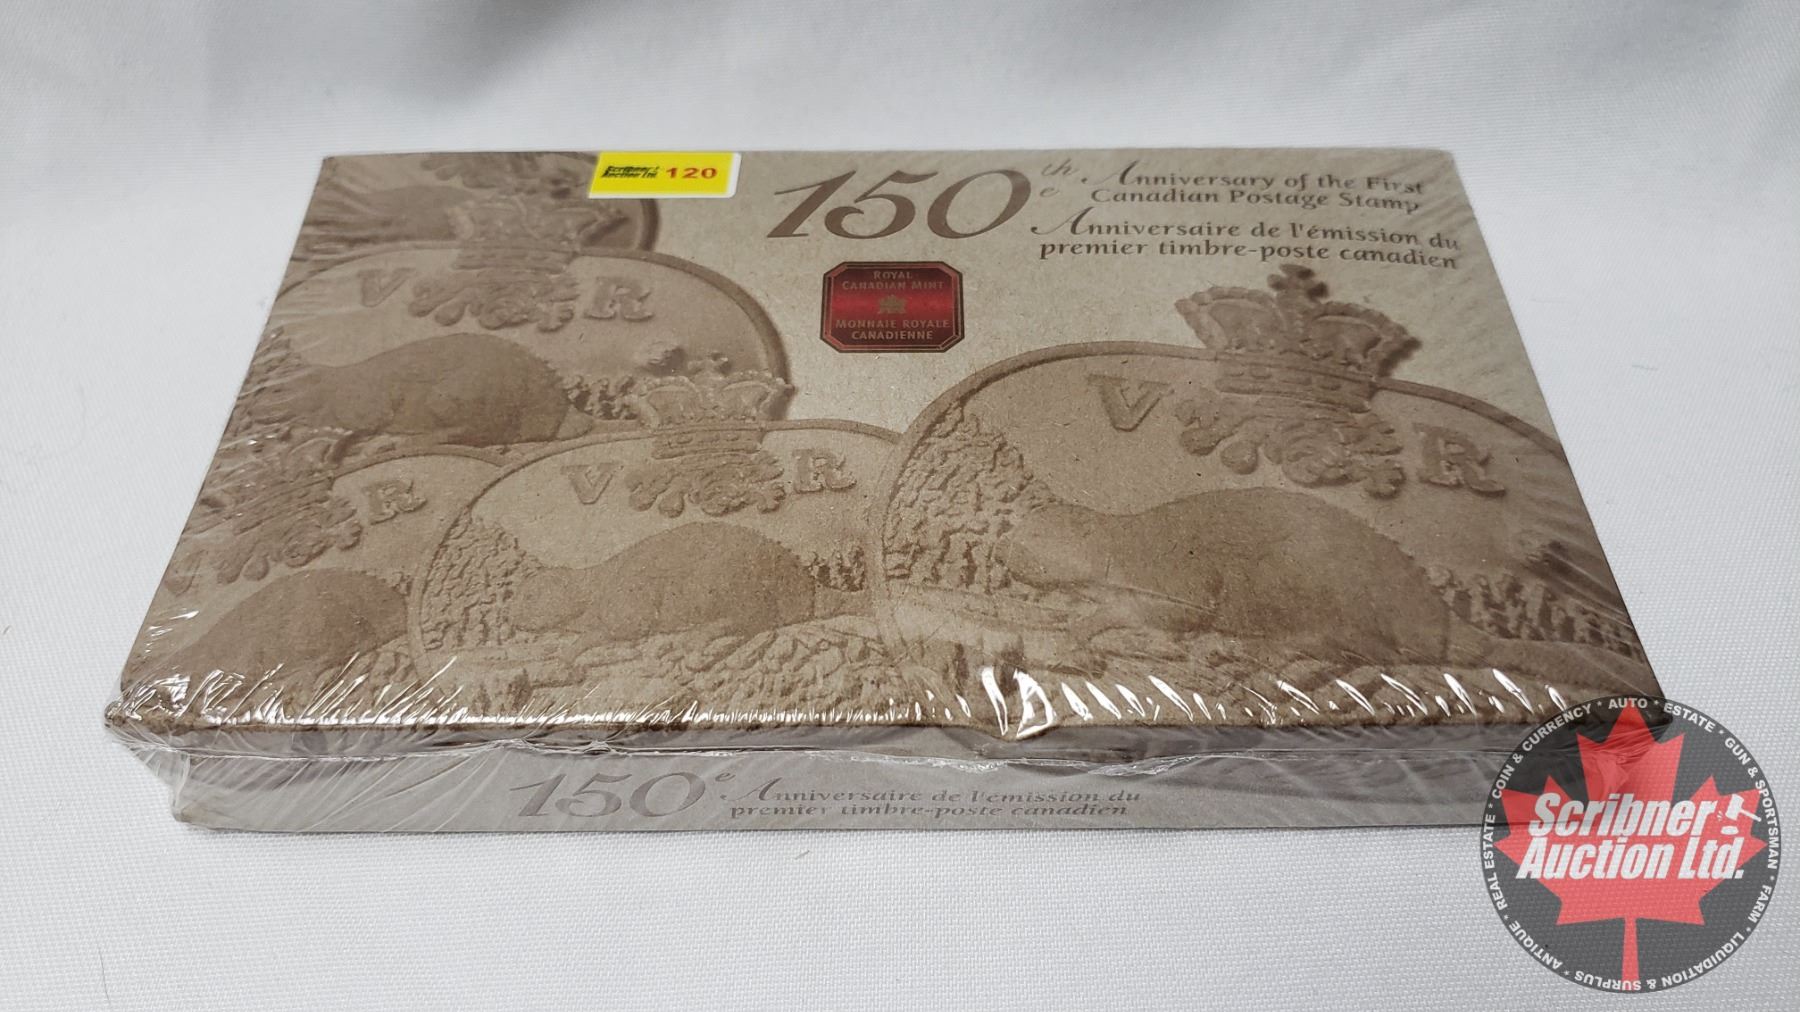 Scribner!
Auction Ltd. 120
150th
e
Anniversary of the First
Canadian Postage Stamp
Anniversaire de l'émission du
premier timbre-poste canadien
ROYAL
CANADIAN MINT
MONNAIE ROYALE
CANADIENNE
V R
V R
V R
V R
150e Anniversaire de l'émission du
premier timbre-poste canadien
REAL ESTATE * COIN & CURRENCY * AUTO * ESTATE * GUN & SPORTSMAN * FARM * LIQUIDATION & SURPLUS * ANTIQUE *
Scribner!
Auction Ltd.